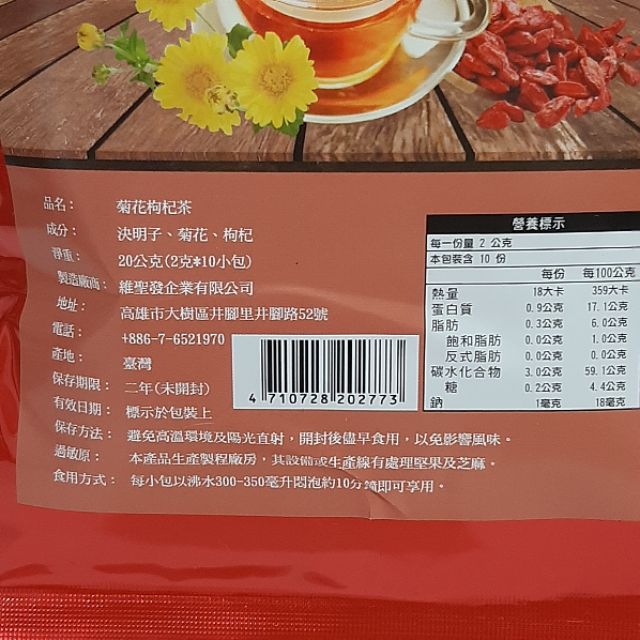 品名： 菊花枸杞茶
成分： 決明子、菊花、枸杞
淨重： 20公克(2克*10小包)
製造廠商： 維聖發企業有限公司
地址： 高雄市大樹區井腳里井腳路52號
電話： +886-7-6521970
產地： 臺灣
保存期限： 二年(未開封)
有效日期： 標示於包裝上
保存方法： 避免高溫環境及陽光直射，開封後儘早食用，以免影響風味。
過敏原： 本產品生產製程廠房，其設備或生產線有處理堅果及芝麻。
食用方式： 每小包以沸水300-350毫升悶泡約10分鐘即可享用。
4 710728 202773
營養標示
每一份量 2 公克
本包裝含 10 份
每份 每100公克
熱量 18大卡 359大卡
蛋白質 0.9公克 17.1公克
脂肪 0.3公克 6.0公克
飽和脂肪 0.0公克 1.0公克
反式脂肪 0.0公克 0.0公克
碳水化合物 3.0公克 59.1公克
糖 0.2公克 4.4公克
鈉 1毫克 18毫克